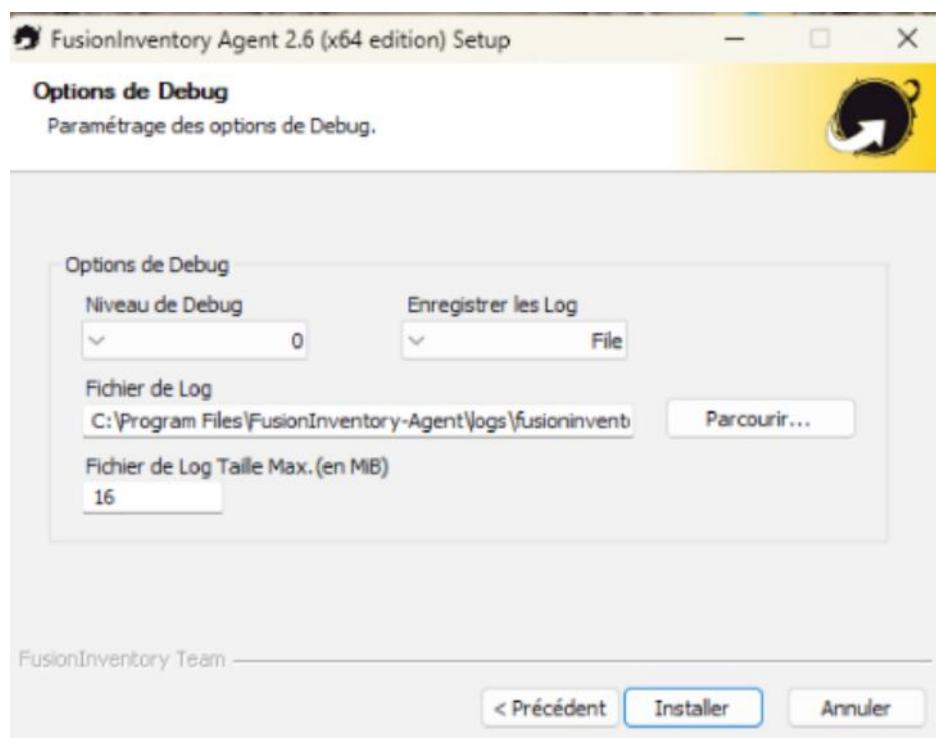 FusionInventory Agent 2.6 (x64 edition) Setup
Options de Debug
Paramétrage des options de Debug.
Options de Debug
Niveau de Debug Enregistrer les Log
0 File
Fichier de Log
C:\Program Files\FusionInventory-Agent\logs\fusioninvent Parcourir...
Fichier de Log Taille Max.(en MiB)
16
FusionInventory Team
< Précédent Installer Annuler